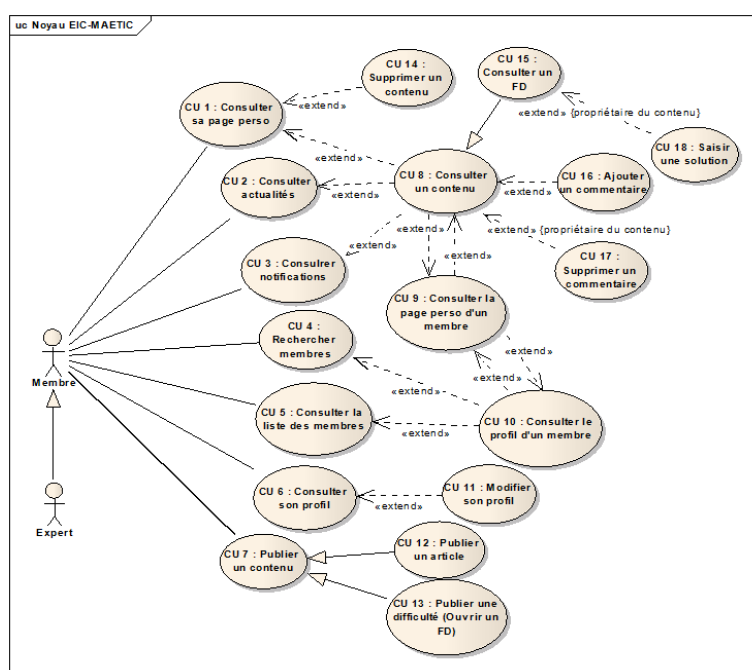 uc Noyau EIC-MAETIC
CU 14 :
Supprimer un
contenu
CU 15 :
Consulter un
FD
CU 1 : Consulter
sa page perso
«extend»
«extend» {propriétaire du contenu}
CU 18 : Saisir
une solution
«extend»
«extend»
CU 2 : Consulter
actualités
CU 8 : Consulter
un contenu
CU 16 : Ajouter
un commentaire
«extend»
«extend»
«extend» {propriétaire du contenu}
«extend»
«extend»
CU 3 : Consulrer
notifications
CU 17 :
Supprimer un
commentaire
CU 9 : Consulter la
page perso d'un
membre
CU 4 :
Rechercher
membres
«extend»
Membre
«extend»
«extend»
CU 5 : Consulter la
liste des membres
CU 10 : Consulter le
profil d'un membre
«extend»
CU 6 : Consulter
son profil
CU 11 : Modifier
son profil
«extend»
Expert
CU 7 : Publier
un contenu
CU 12 : Publier
un article
CU 13 : Publier une
difficulté (Ouvrir un
FD)